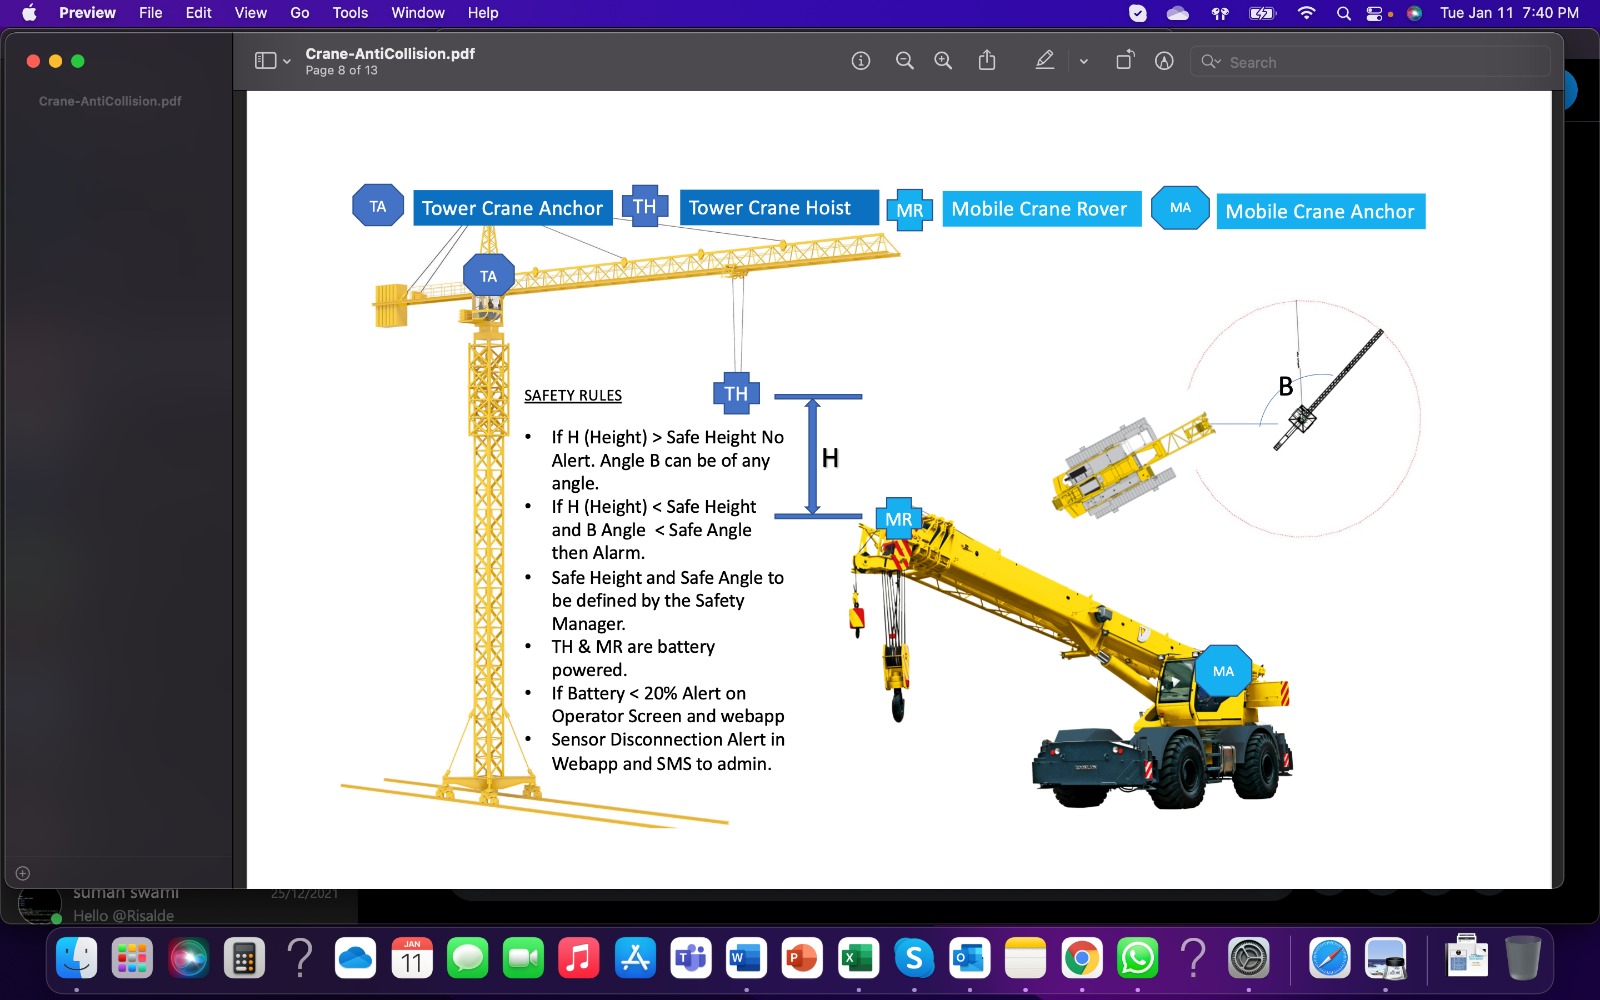 Preview File Edit View Go Tools Window Help Tue Jan 11 7:40 PM
Crane-AntiCollision.pdf
Page 8 of 13
Search
Crane-AntiCollision.pdf
TA Tower Crane Anchor TH Tower Crane Hoist MR Mobile Crane Rover MA Mobile Crane Anchor
TA
TH
B
SAFETY RULES
• If H (Height) > Safe Height No
Alert. Angle B can be of any
angle.
• If H (Height) < Safe Height
and B Angle < Safe Angle
then Alarm.
• Safe Height and Safe Angle to
be defined by the Safety
Manager.
• TH & MR are battery
powered.
• If Battery < 20% Alert on
Operator Screen and webapp
• Sensor Disconnection Alert in
Webapp and SMS to admin.
H
MR
MA
suman swami 25/12/2021
Hello @Risalde
JAN
11
W
P
X
S
O